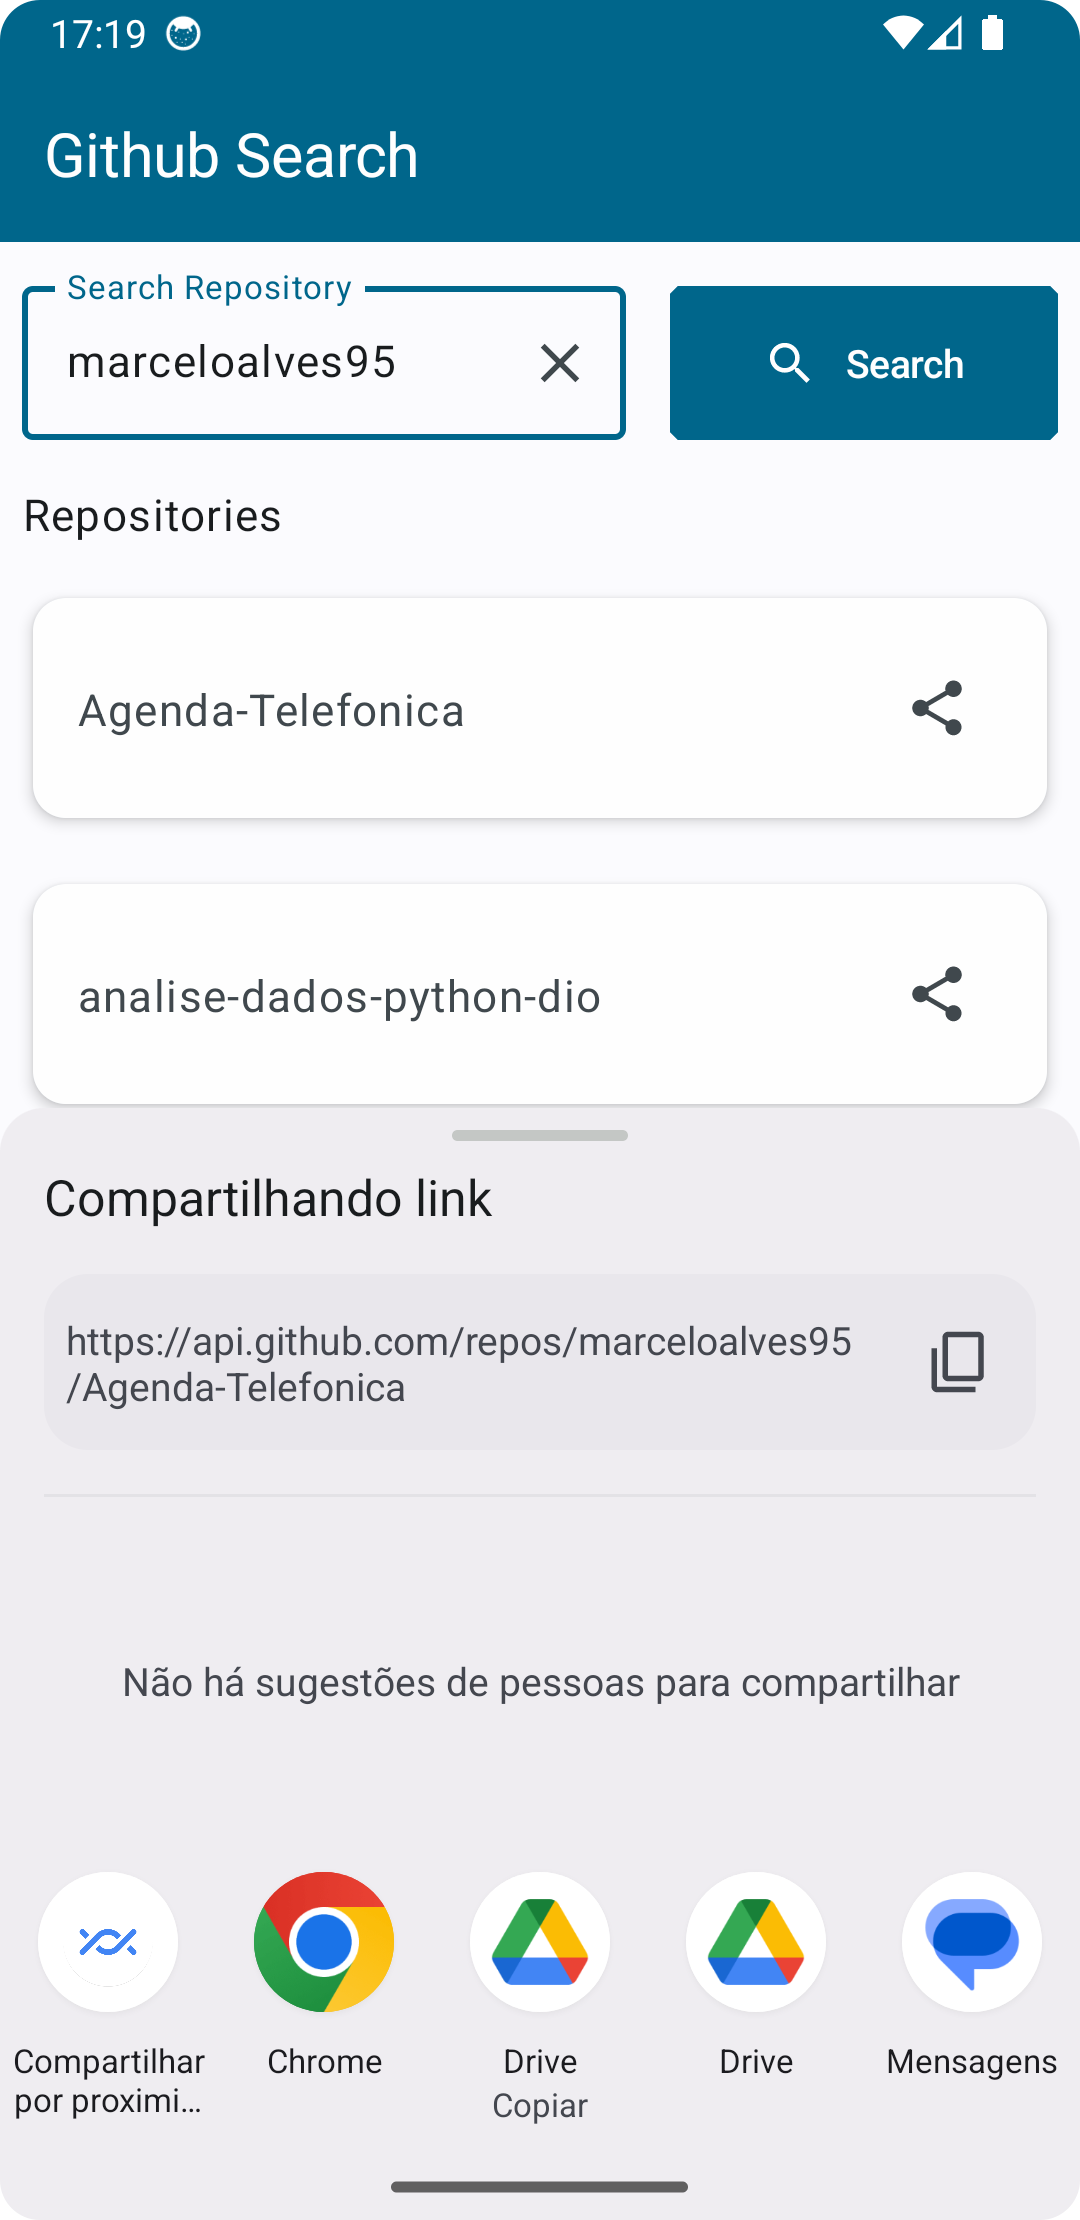 17:19
Github Search
Search Repository
marceloalves95
Search
Repositories
Agenda-Telefonica
analise-dados-python-dio
Compartilhando link
https://api.github.com/repos/marceloalves95
/Agenda-Telefonica
Não há sugestões de pessoas para compartilhar
Compartilhar
por proximi…
Chrome
Drive
Copiar
Drive
Mensagens